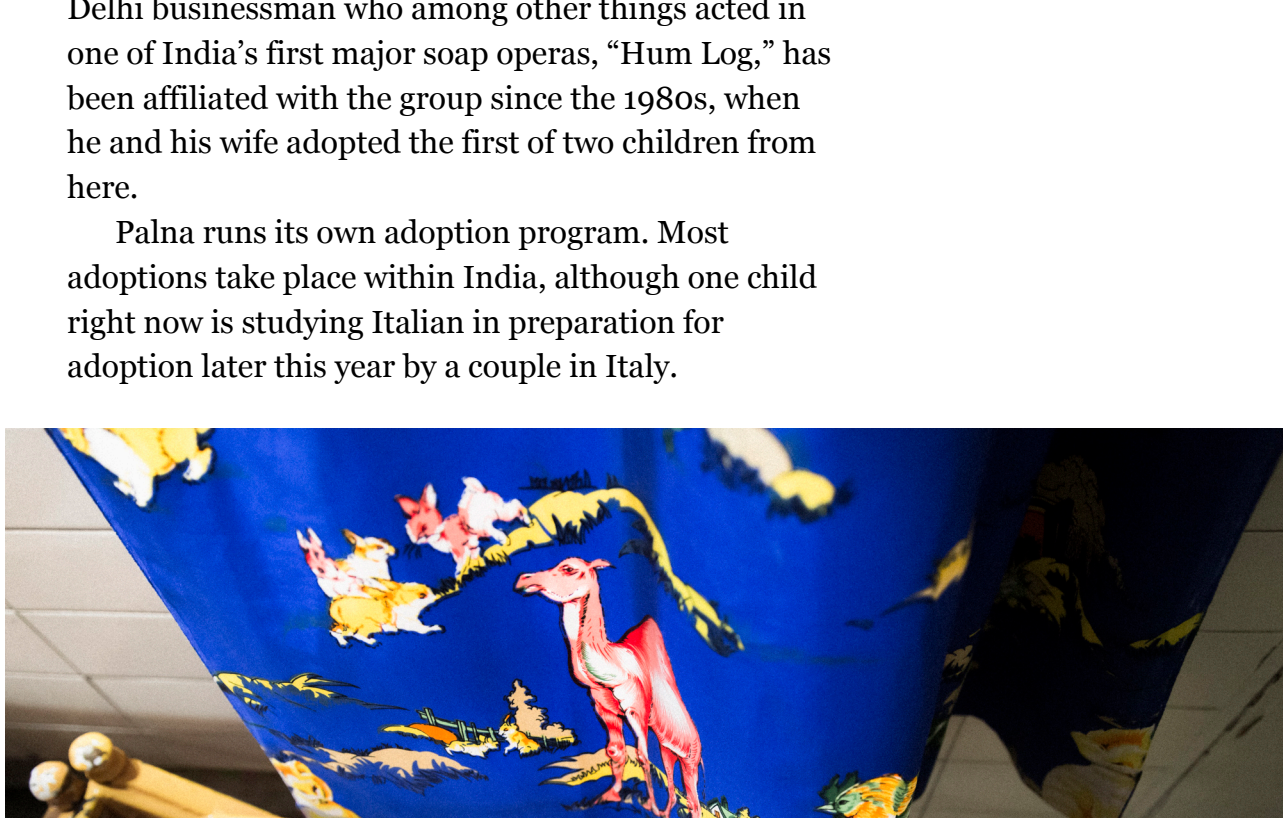 Delhi businessman who among other things acted in
one of India’s first major soap operas, “Hum Log,” has
been affiliated with the group since the 1980s, when
he and his wife adopted the first of two children from
here.
Palna runs its own adoption program. Most
adoptions take place within India, although one child
right now is studying Italian in preparation for
adoption later this year by a couple in Italy.